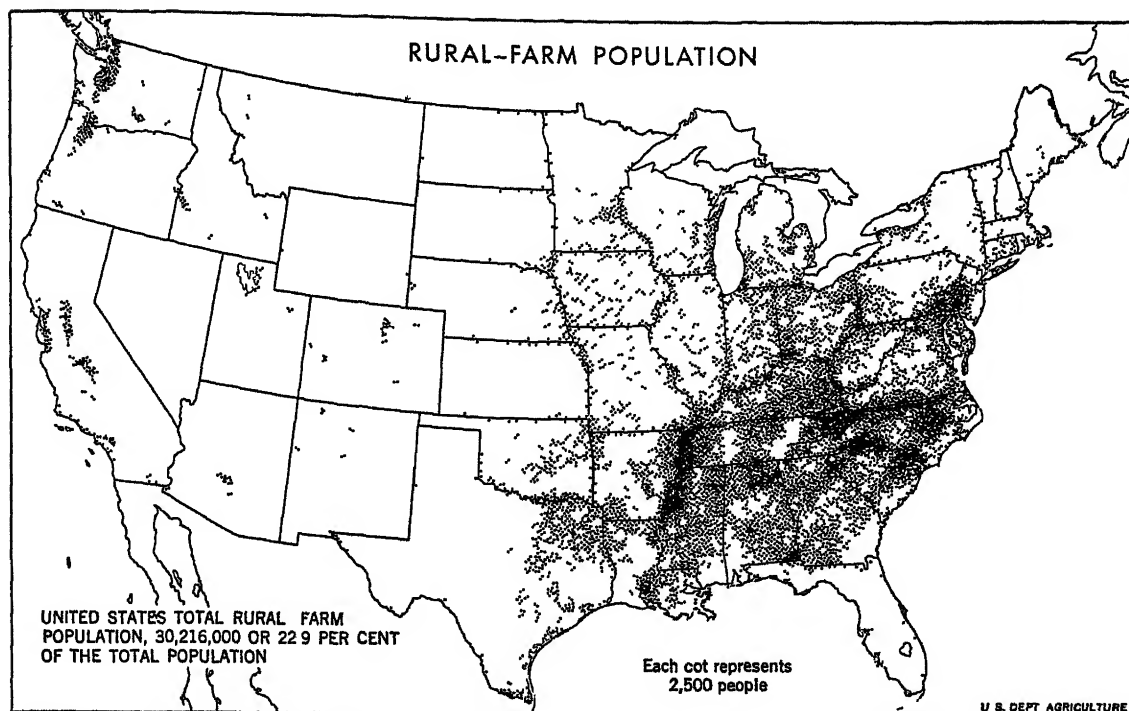 RURAL-FARM POPULATION
UNITED STATES TOTAL RURAL FARM
POPULATION, 30,216,000 OR 22 9 PER CENT
OF THE TOTAL POPULATION
Each cot represents
2,500 people
U S. DEPT AGRICULTURE